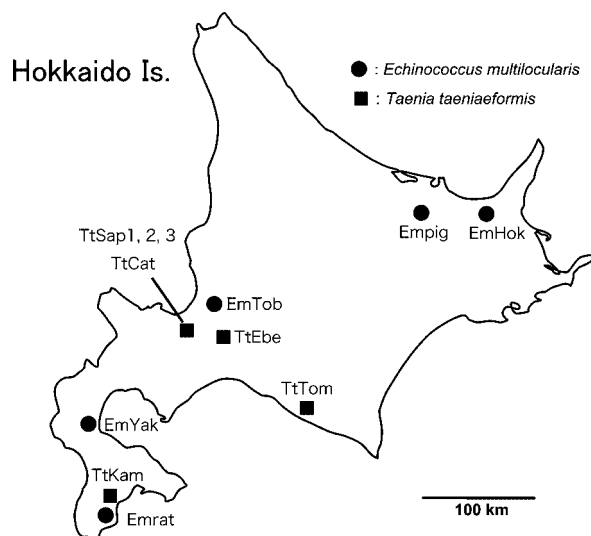 Hokkaido Is.
: Echinococcus multilocularis
: Taenia taeniaeformis
TtSap1, 2, 3
TtCat
Empig
EmHok
EmTob
TtEbe
TtTom
EmYak
TtKam
Emrat
100 km